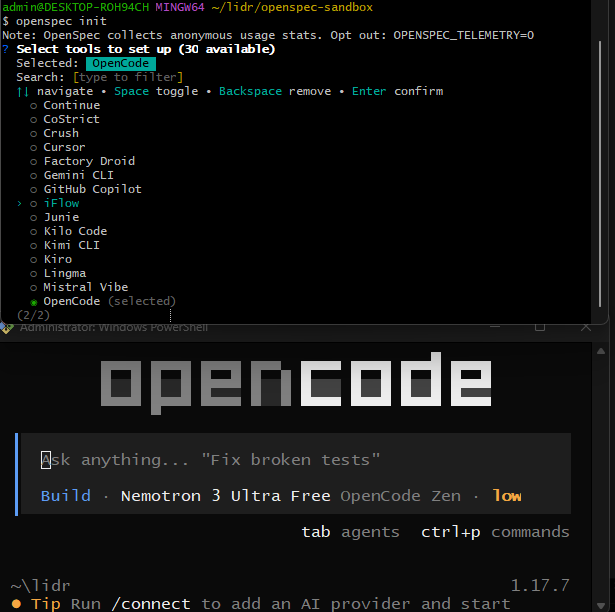 admin@DESKTOP-ROH94CH MINGW64 ~/lidr/openspec-sandbox
$ openspec init
Note: OpenSpec collects anonymous usage stats. Opt out: OPENSPEC_TELEMETRY=0
? Select tools to set up (30 available)
Selected: OpenCode
Search: [type to filter]
↑↓ navigate • Space toggle • Backspace remove • Enter confirm
○ Continue
○ CoStrict
○ Crush
○ Cursor
○ Factory Droid
○ Gemini CLI
○ GitHub Copilot
› ○ iFlow
○ Junie
○ Kilo Code
○ Kimi CLI
○ Kiro
○ Lingma
○ Mistral Vibe
◉ OpenCode (selected)
(2/2)
Administrator: Windows PowerShell
opencode
Ask anything... "Fix broken tests"
Build · Nemotron 3 Ultra Free OpenCode Zen · low
tab agents ctrl+p commands
~\lidr 1.17.7
● Tip Run /connect to add an AI provider and start